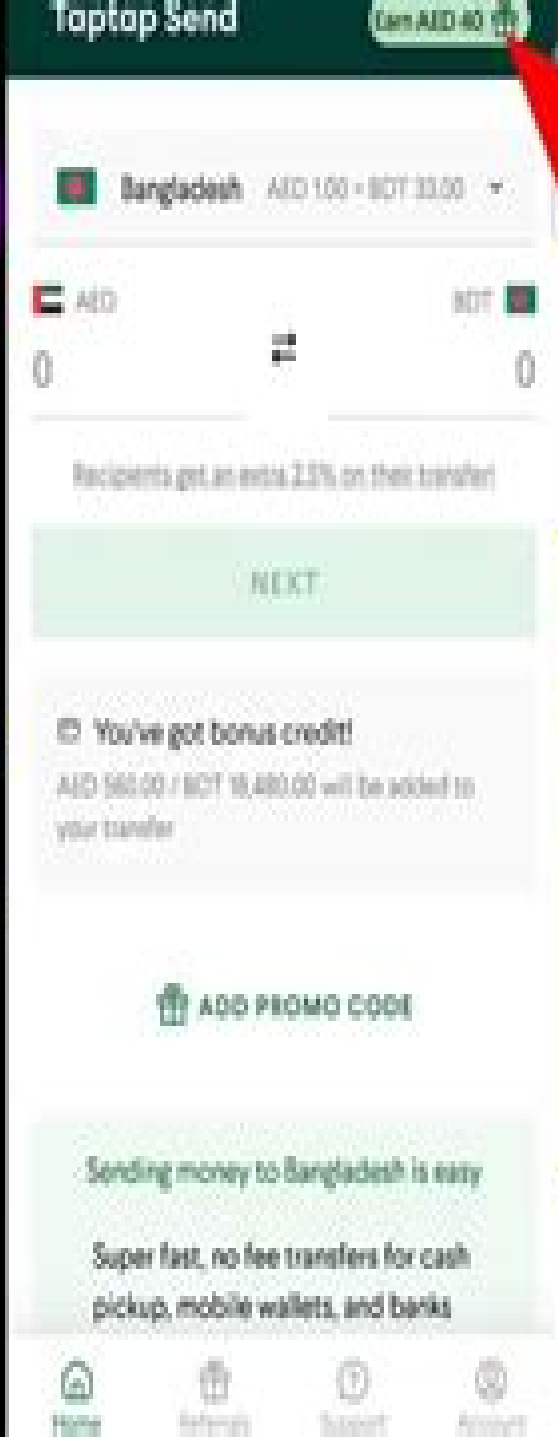 Taptap Send
Earn AED 40
Bangladesh AED 1.00 = BDT 33.00
AED
BDT
0
0
Recipients get an extra 2.5% on their transfer!
NEXT
You've got bonus credit!
AED 560.00 / BDT 18,480.00 will be added to
your transfer
ADD PROMO CODE
Sending money to Bangladesh is easy
Super fast, no fee transfers for cash
pickup, mobile wallets, and banks
Home
Referrals
Support
Account